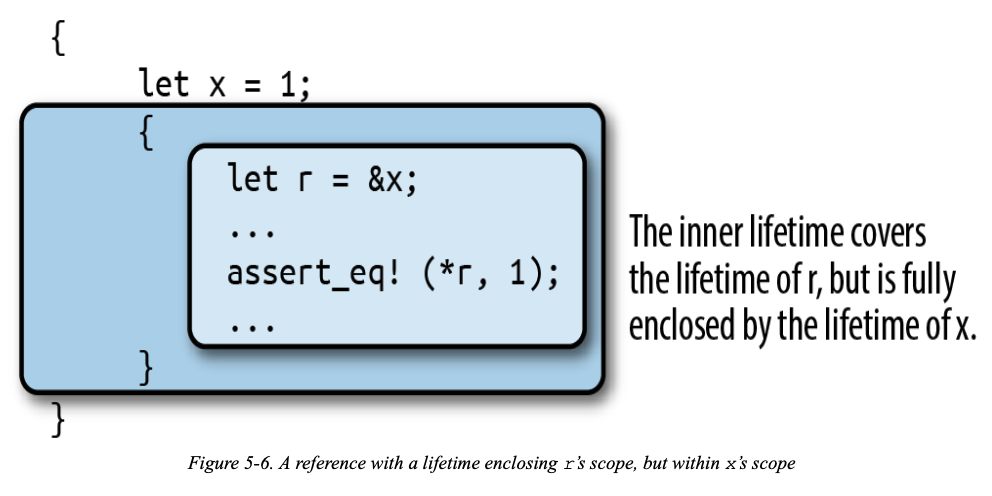 {
let x = 1;
{
let r = &x;
...
assert_eq! (*r, 1);
...
}
}
The inner lifetime covers
the lifetime of r, but is fully
enclosed by the lifetime of x.
Figure 5-6. A reference with a lifetime enclosing r's scope, but within x's scope